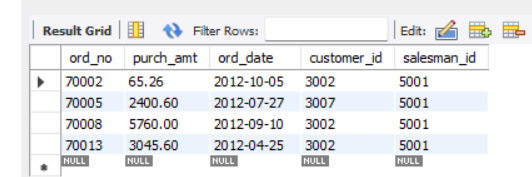 Result Grid Filter Rows: Edit:
ord_no purch_amt ord_date customer_id salesman_id
70002 65.26 2012-10-05 3002 5001
70005 2400.60 2012-07-27 3007 5001
70008 5760.00 2012-09-10 3002 5001
70013 3045.60 2012-04-25 3002 5001
NULL NULL NULL NULL NULL